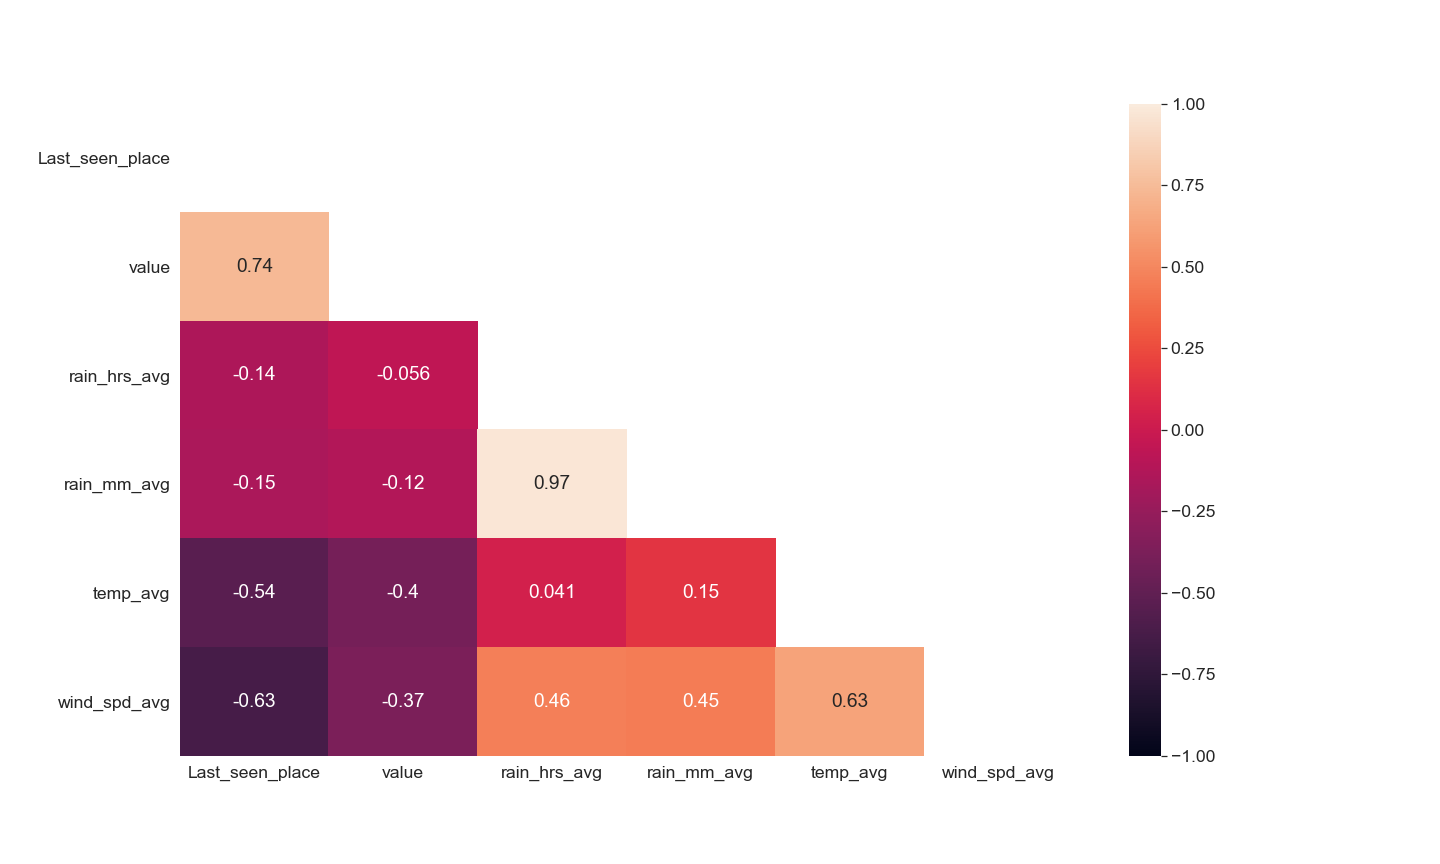 1.00
Last_seen_place
0.75
value 0.74
0.50
rain_hrs_avg -0.14 -0.056
0.25
0.00
rain_mm_avg -0.15 -0.12 0.97
−0.25
temp_avg -0.54 -0.4 0.041 0.15
−0.50
−0.75
wind_spd_avg -0.63 -0.37 0.46 0.45 0.63
−1.00
Last_seen_place value rain_hrs_avg rain_mm_avg temp_avg wind_spd_avg